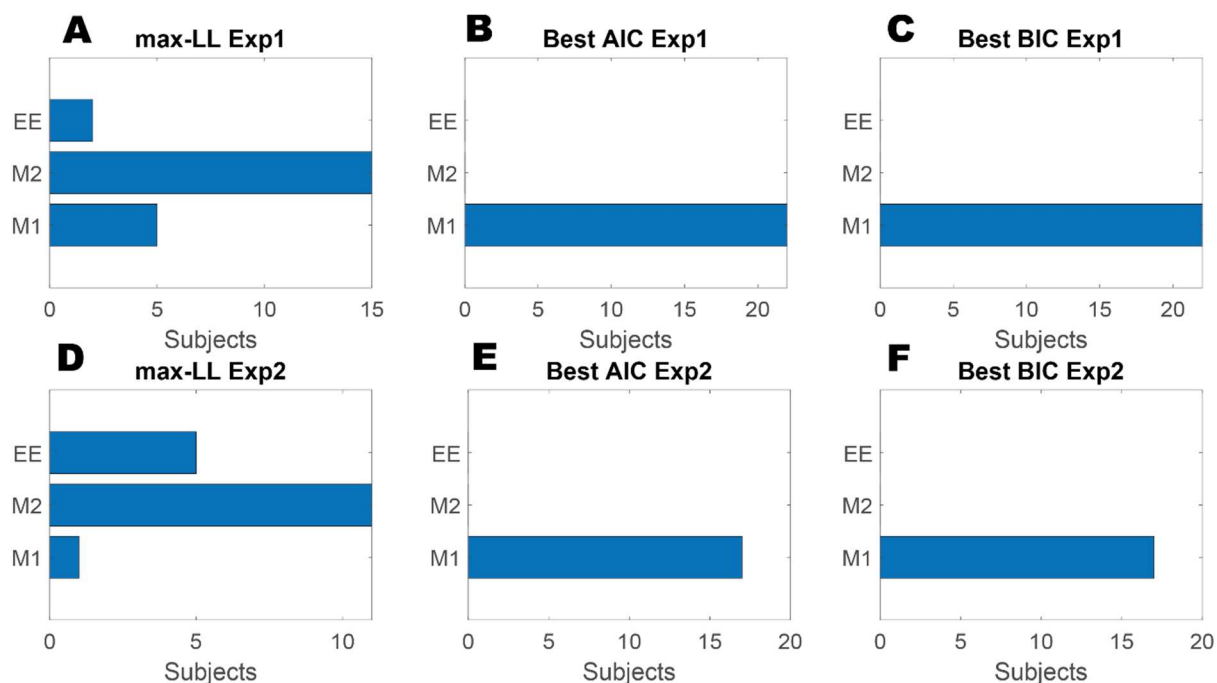 A
max-LL Exp1
EE
M2
M1
0 5 10 15
Subjects
B
Best AIC Exp1
EE
M2
M1
0 5 10 15 20
Subjects
C
Best BIC Exp1
EE
M2
M1
0 5 10 15 20
Subjects
D
max-LL Exp2
EE
M2
M1
0 5 10
Subjects
E
Best AIC Exp2
EE
M2
M1
0 5 10 15 20
Subjects
F
Best BIC Exp2
EE
M2
M1
0 5 10 15 20
Subjects